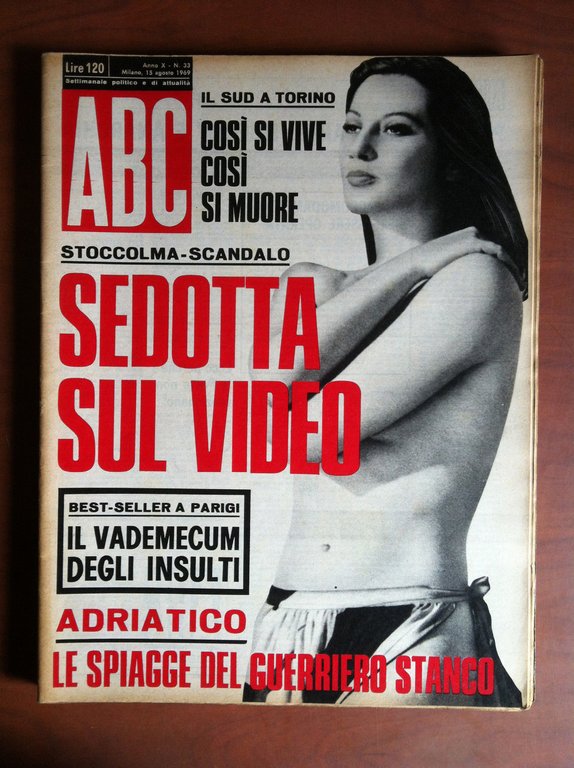 Lire 120
Anno X - N. 33
Milano, 15 agosto 1969
Settimanale politico e di attualità
ABC
IL SUD A TORINO
COSÌ SI VIVE
COSÌ
SI MUORE
STOCCOLMA-SCANDALO
SEDOTTA
SUL VIDEO
BEST-SELLER A PARIGI
IL VADEMECUM
DEGLI INSULTI
ADRIATICO
LE SPIAGGE DEL GUERRIERO STANCO